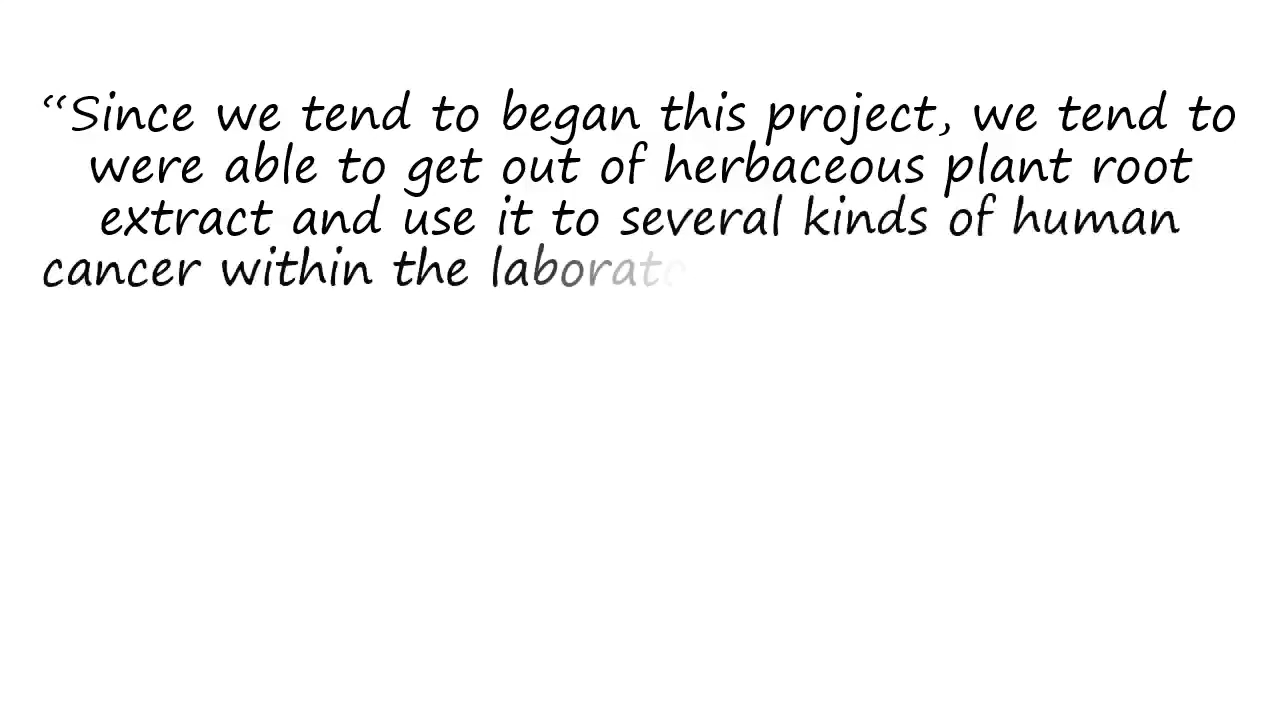 “Since we tend to began this project, we tend to
were able to get out of herbaceous plant root
extract and use it to several kinds of human
cancer within the